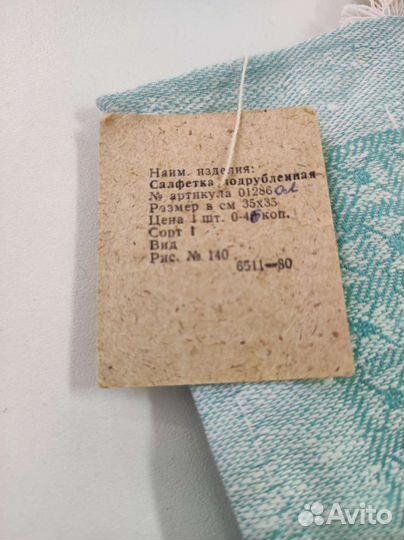 Наим. изделия:
Салфетка подрубленная
№ артикула 01286 ол
Размер в см 35х35
Цена 1 шт. 0-4 коп.
Сорт 1
Вид
Рис. № 140
6511—80
Avito